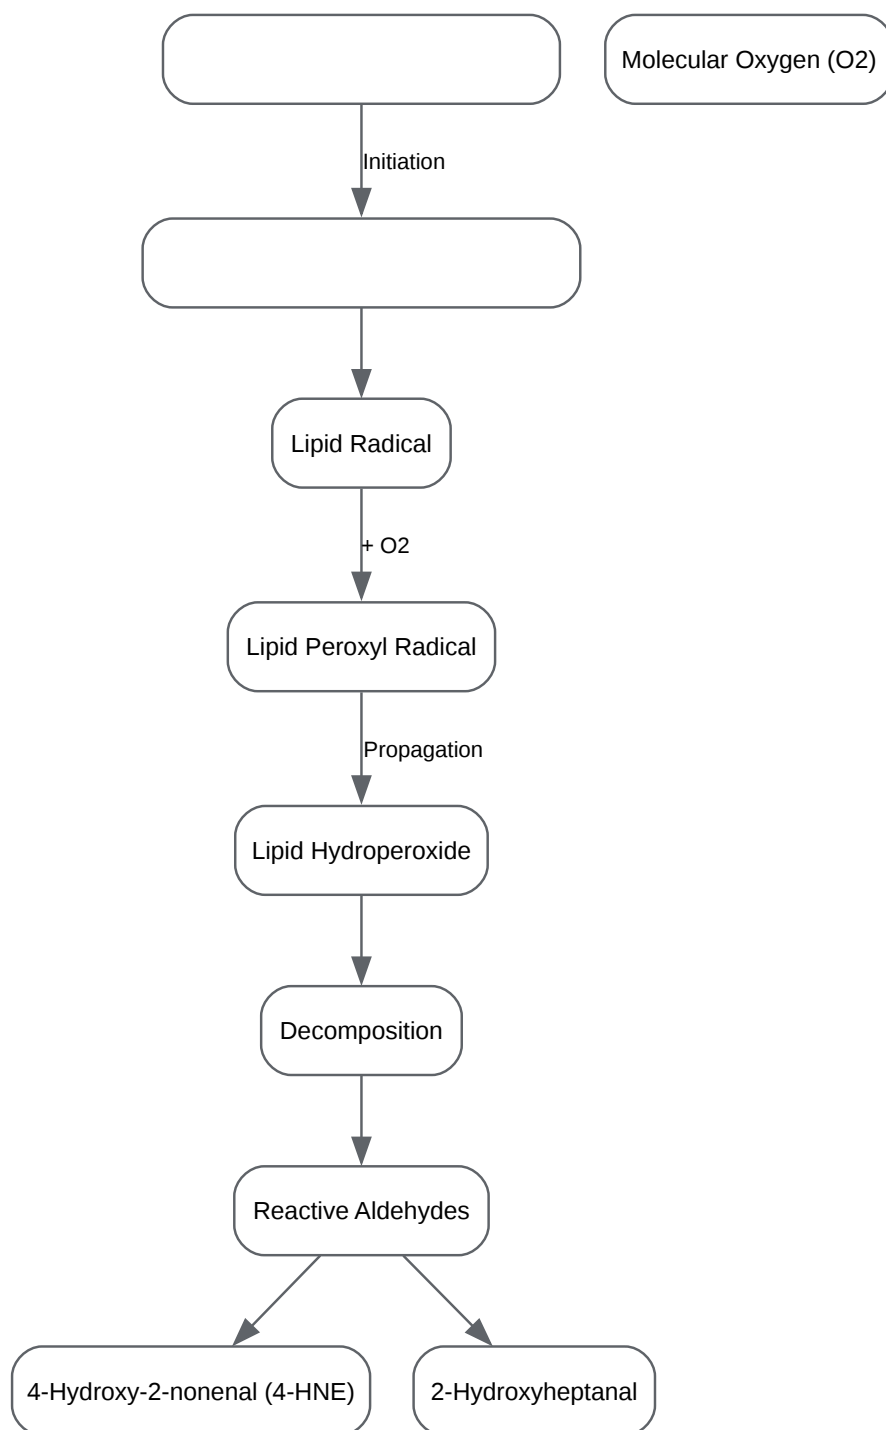 Molecular Oxygen (O2)
Initiation
Lipid Radical
+ O2
Lipid Peroxyl Radical
Propagation
Lipid Hydroperoxide
Decomposition
Reactive Aldehydes
4-Hydroxy-2-nonenal (4-HNE)
2-Hydroxyheptanal